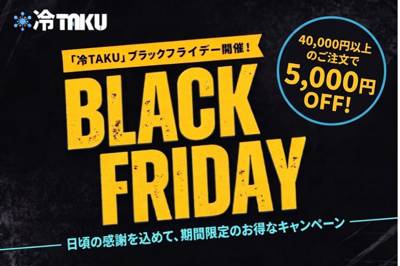 冷TAKU
「冷TAKU」ブラックフライデー開催！
40,000円以上
のご注文で
5,000円
OFF!
BLACK
FRIDAY
日頃の感謝を込めて、期間限定のお得なキャンペーン